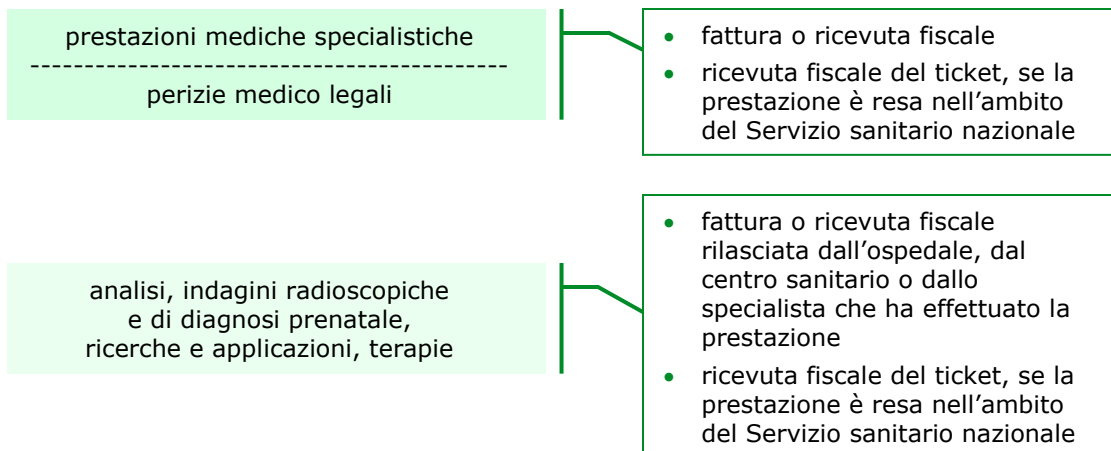 prestazioni mediche specialistiche
--------------------------------------------
perizie medico legali
• fattura o ricevuta fiscale
• ricevuta fiscale del ticket, se la
prestazione è resa nell’ambito
del Servizio sanitario nazionale
analisi, indagini radioscopiche
e di diagnosi prenatale,
ricerche e applicazioni, terapie
• fattura o ricevuta fiscale
rilasciata dall’ospedale, dal
centro sanitario o dallo
specialista che ha effettuato la
prestazione
• ricevuta fiscale del ticket, se la
prestazione è resa nell’ambito
del Servizio sanitario nazionale